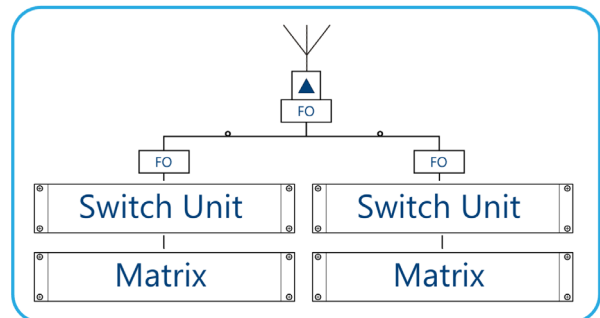 FO
FO
FO
Switch Unit
Switch Unit
Matrix
Matrix